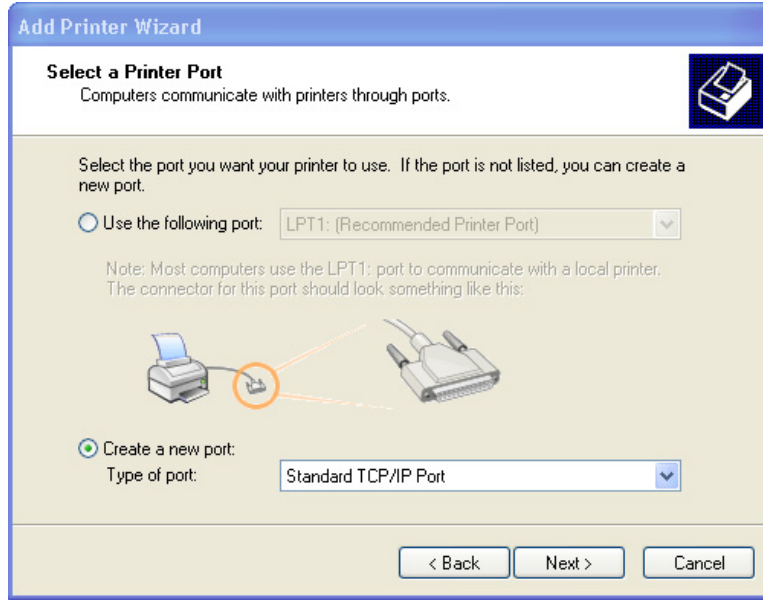 Add Printer Wizard
Select a Printer Port
Computers communicate with printers through ports.
Select the port you want your printer to use. If the port is not listed, you can create a
new port.
Use the following port: LPT1: (Recommended Printer Port)
Note: Most computers use the LPT1: port to communicate with a local printer.
The connector for this port should look something like this:
Create a new port:
Type of port: Standard TCP/IP Port
< Back Next > Cancel